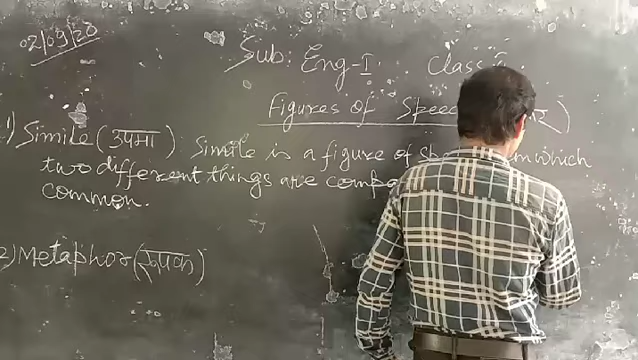 02/09/20
Sub: Eng-I. Class
Figures of Speec
1) Simile (उपमा) Simile is a figure of which
two different things are
common.
2) Metaphor (रूपक)